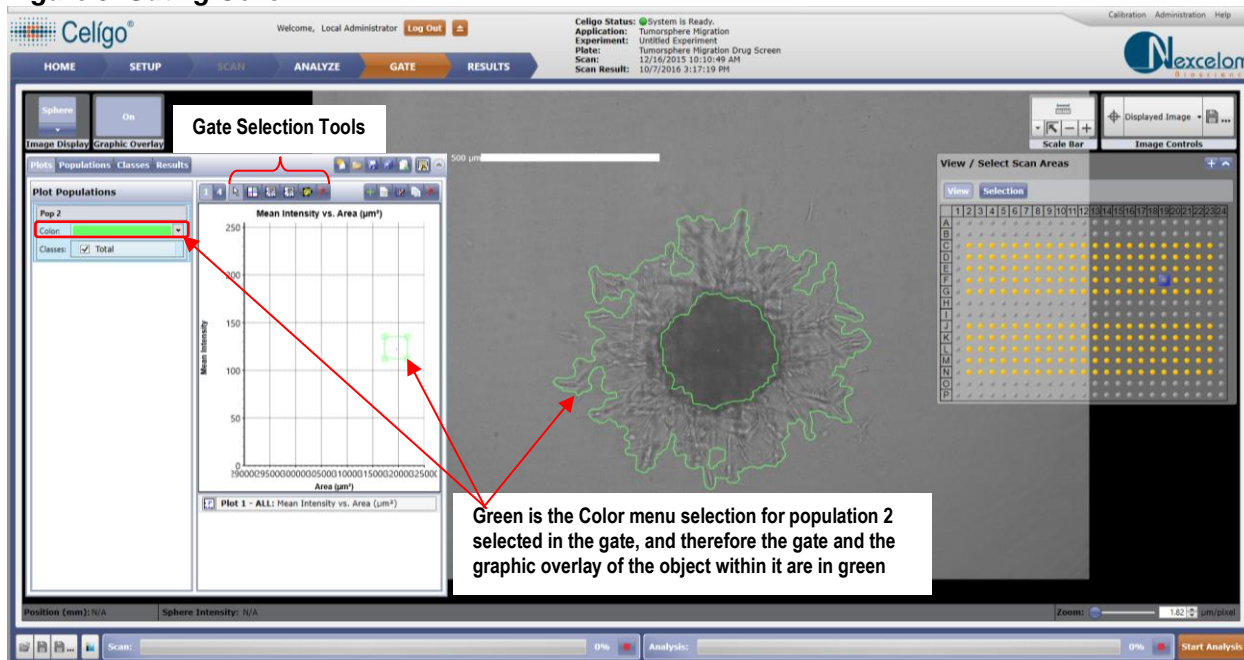 Celígo®
Welcome, Local Administrator
Log Out
Celigo Status: System is Ready.
Application: Tumorsphere Migration
Experiment: Untitled Experiment
Plate: Tumorsphere Migration Drug Screen
Scan: 12/16/2015 10:10:49 AM
Scan Result: 10/7/2016 3:17:19 PM
Calibration Administration Help
Nexcelom
Bioscience
HOME SETUP SCAN ANALYZE GATE RESULTS
Sphere
On
Image Display Graphic Overlay
Gate Selection Tools
Scale Bar
Displayed Image
Image Controls
Plots Populations Classes Results
500 µm
View / Select Scan Areas
View Selection
1 2 3 4 5 6 7 8 9 10 11 12 13 14 15 16 17 18 19 20 21 22 23 24
A
B
C
D
E
F
G
H
I
J
K
L
M
N
O
P
Plot Populations
Pop 2
Color:
Classes: Total
1 4
Mean Intensity vs. Area (µm²)
250
200
150
100
50
0
Mean Intensity
Area (µm²)
Plot 1 - ALL: Mean Intensity vs. Area (µm²)
Green is the Color menu selection for population 2
selected in the gate, and therefore the gate and the
graphic overlay of the object within it are in green
Position (mm): N/A Sphere Intensity: N/A
Zoom: 1.82 µm/pixel
Scan: 0% Analysis: 0% Start Analysis